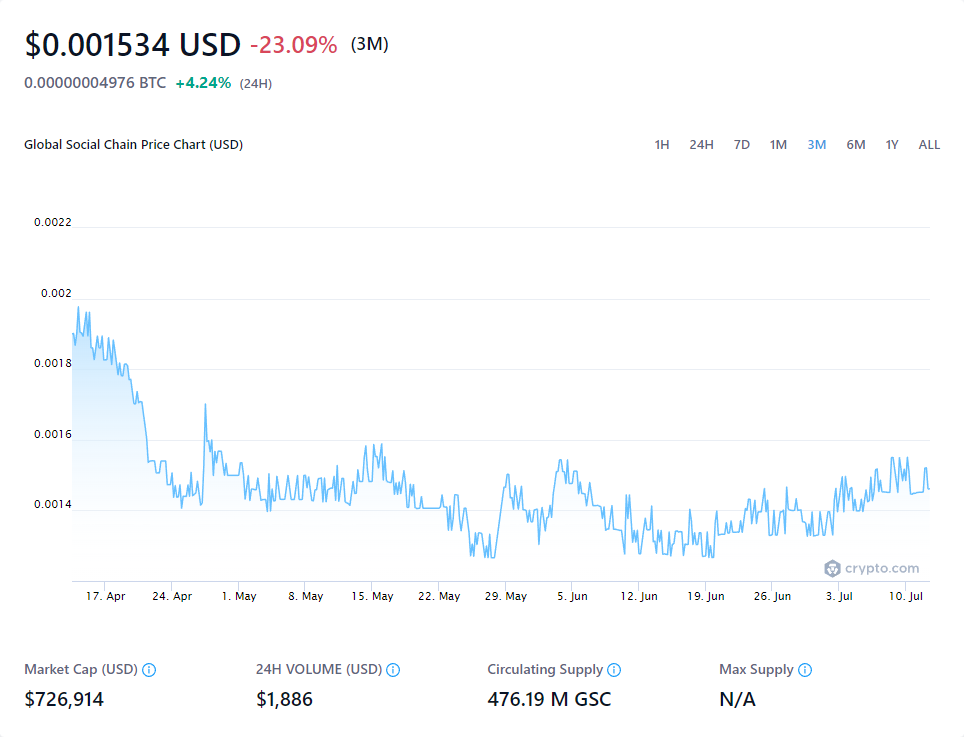 $0.001534 USD -23.09% (3M)
0.00000004976 BTC +4.24% (24H)
Global Social Chain Price Chart (USD) 1H 24H 7D 1M 3M 6M 1Y ALL
0.0022
0.002
0.0018
0.0016
0.0014
crypto.com
17. Apr 24. Apr 1. May 8. May 15. May 22. May 29. May 5. Jun 12. Jun 19. Jun 26. Jun 3. Jul 10. Jul
Market Cap (USD) 24H VOLUME (USD) Circulating Supply Max Supply
$726,914 $1,886 476.19 M GSC N/A